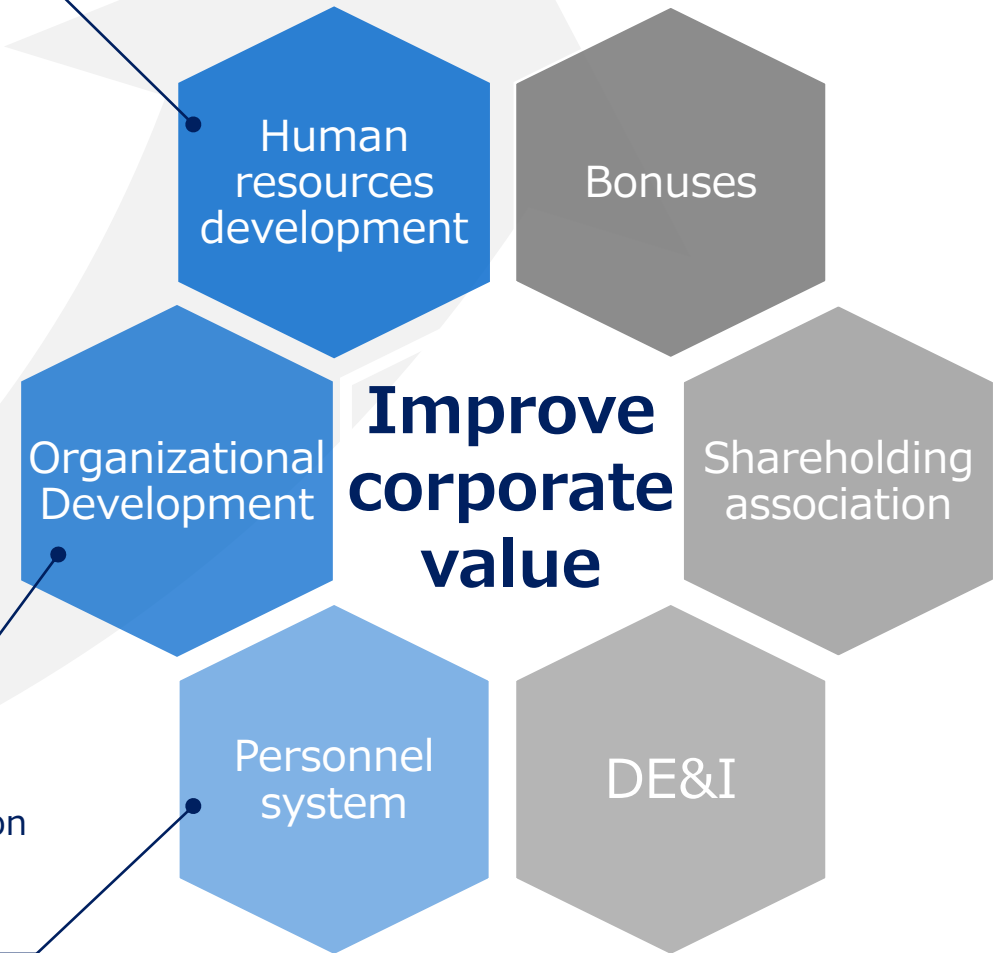 Human
resources
development
Bonuses
Organizational
Development
Improve
corporate
value
Shareholding
association
Personnel
system
DE&I